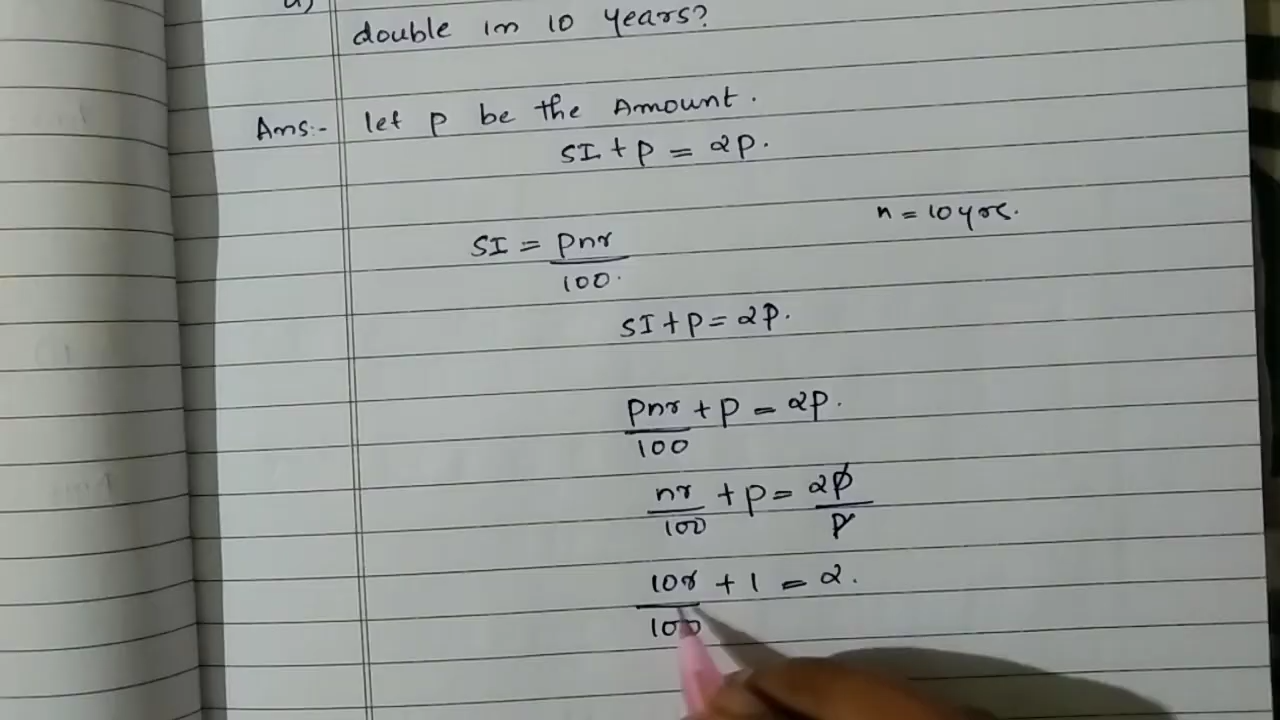 a)
double in 10 years?
Ans:- let p be the Amount.
SI + p = 2p.
n = 10 yrs.
SI = pnr
100.
SI + p = 2p.
pnr + p = 2p.
100
nr + p = 2p
100 p
10r + 1 = 2.
100